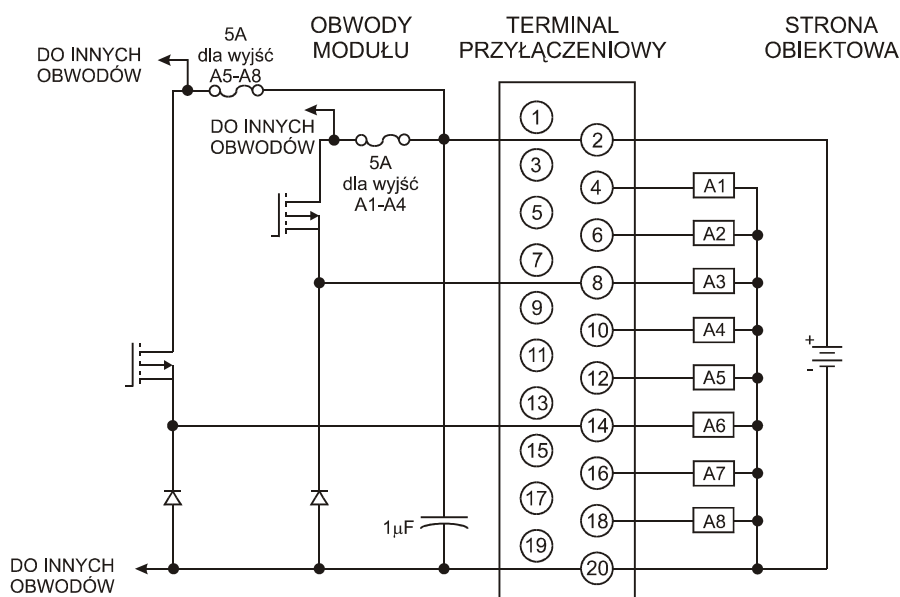 OBWODY
MODUŁU
TERMINAL
PRZYŁĄCZENIOWY
STRONA
OBIEKTOWA
DO INNYCH
OBWODÓW
5A
dla wyjść
A5-A8
DO INNYCH
OBWODÓW
5A
dla wyjść
A1-A4
1
2
3
4
A1
5
6
A2
7
8
A3
9
10
A4
11
12
A5
+
-
13
14
A6
15
16
A7
17
18
A8
1µF
19
20
DO INNYCH
OBWODÓW